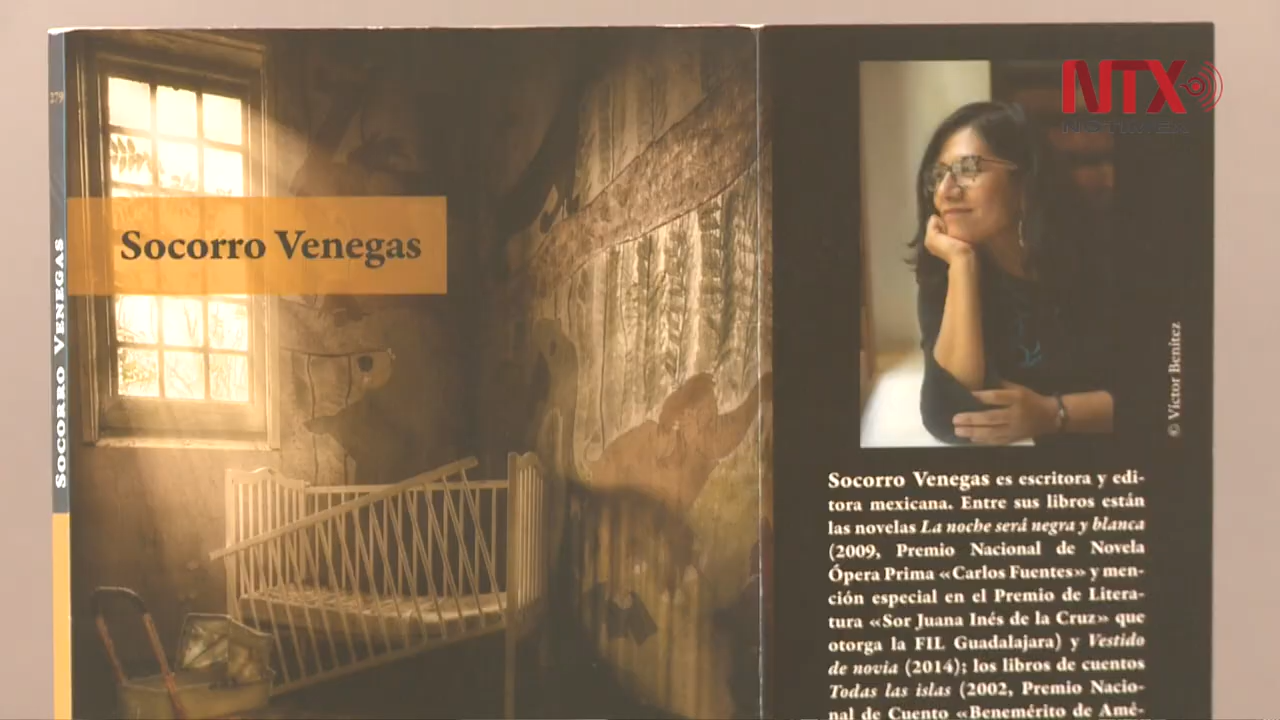 NTX
NOTIMEX
379
SOCORRO VENEGAS
Socorro Venegas
© Víctor Benítez
Socorro Venegas es escritora y edi-
tora mexicana. Entre sus libros están
las novelas La noche será negra y blanca
(2009, Premio Nacional de Novela
Ópera Prima «Carlos Fuentes» y men-
ción especial en el Premio de Litera-
tura «Sor Juana Inés de la Cruz» que
otorga la FIL Guadalajara) y Vestido
de novia (2014); los libros de cuentos
Todas las islas (2002, Premio Nacio-
nal de Cuento «Benemérito de Amé-